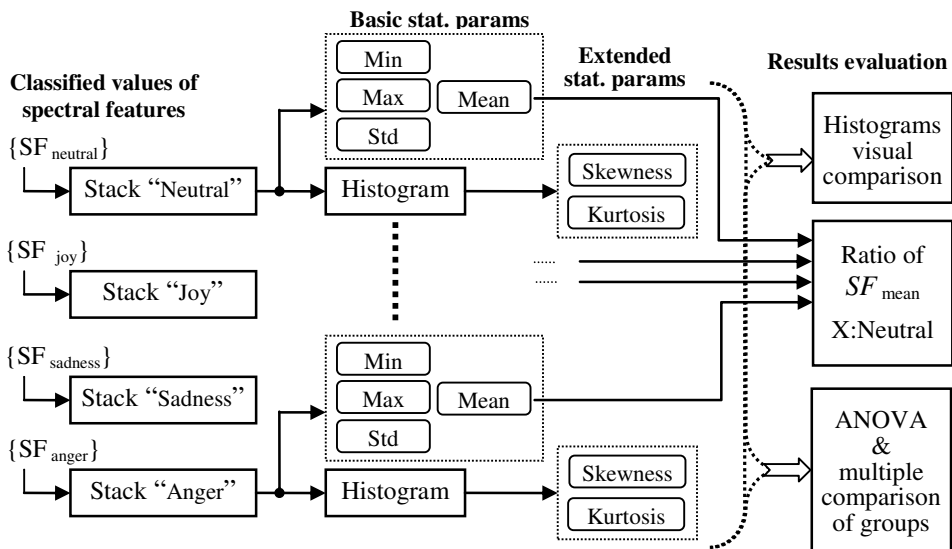 Basic stat. params
Classified values of
spectral features
Extended
stat. params
Results evaluation
{SF neutral}
Stack “Neutral”
Min
Max
Std
Mean
Histogram
Skewness
Kurtosis
Histograms
visual
comparison
{SF joy}
Stack “Joy”
......
......
Ratio of
SF mean
X:Neutral
{SF sadness}
Stack “Sadness”
{SF anger}
Stack “Anger”
Min
Max
Std
Mean
Histogram
Skewness
Kurtosis
ANOVA
&
multiple
comparison
of groups